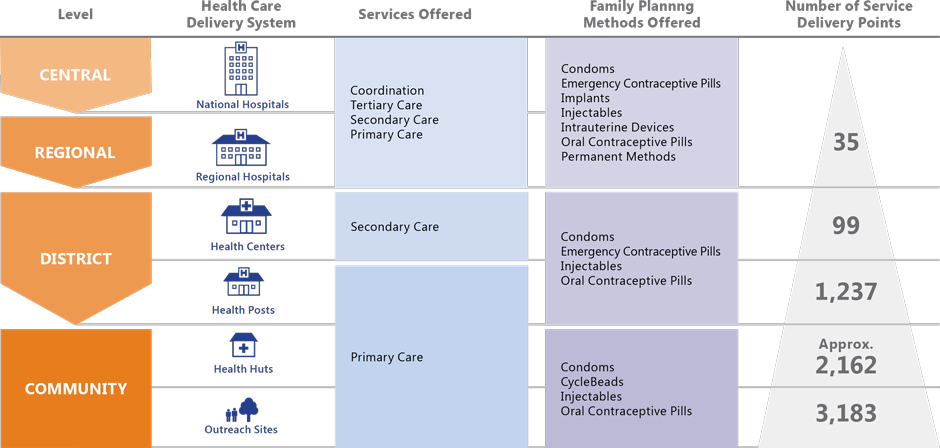 Level
Health Care
Delivery System
Services Offered
Family Plannng
Methods Offered
Number of Service
Delivery Points
CENTRAL
H
National Hospitals
Coordination
Tertiary Care
Secondary Care
Primary Care
Condoms
Emergency Contraceptive Pills
Implants
Injectables
Intrauterine Devices
Oral Contraceptive Pills
Permanent Methods
REGIONAL
H
Regional Hospitals
35
DISTRICT
Health Centers
Secondary Care
Condoms
Emergency Contraceptive Pills
Injectables
Oral Contraceptive Pills
99
H
Health Posts
1,237
COMMUNITY
Health Huts
Primary Care
Condoms
CycleBeads
Injectables
Oral Contraceptive Pills
Approx.
2,162
Outreach Sites
3,183